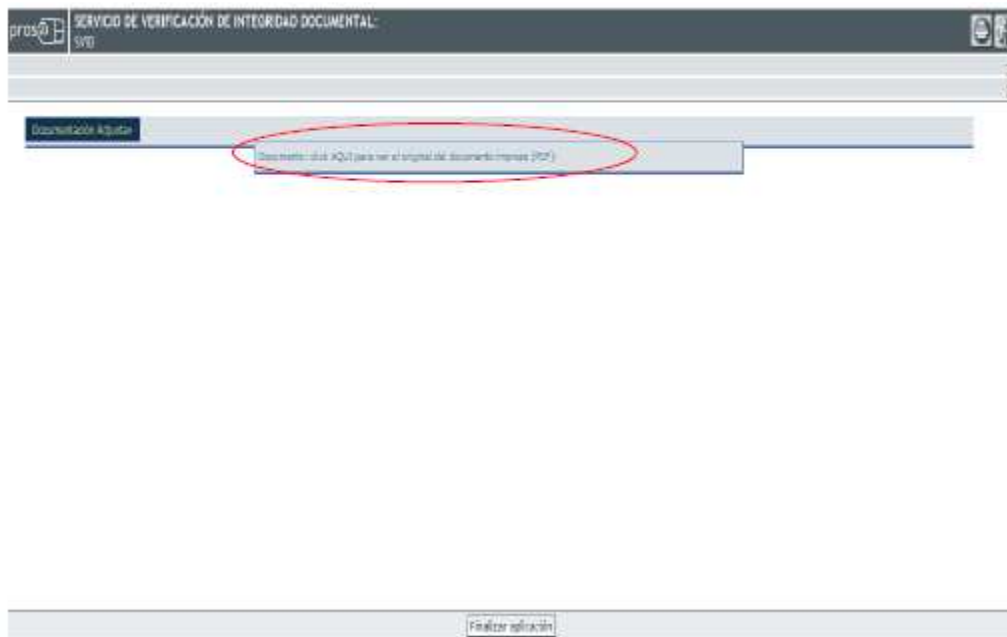 pros@
SERVICIO DE VERIFICACIÓN DE INTEGRIDAD DOCUMENTAL:
SVID
Documentación Adjunta
Documento: click AQUI para ver el original del documento impreso (PDF)
Finalizar aplicación